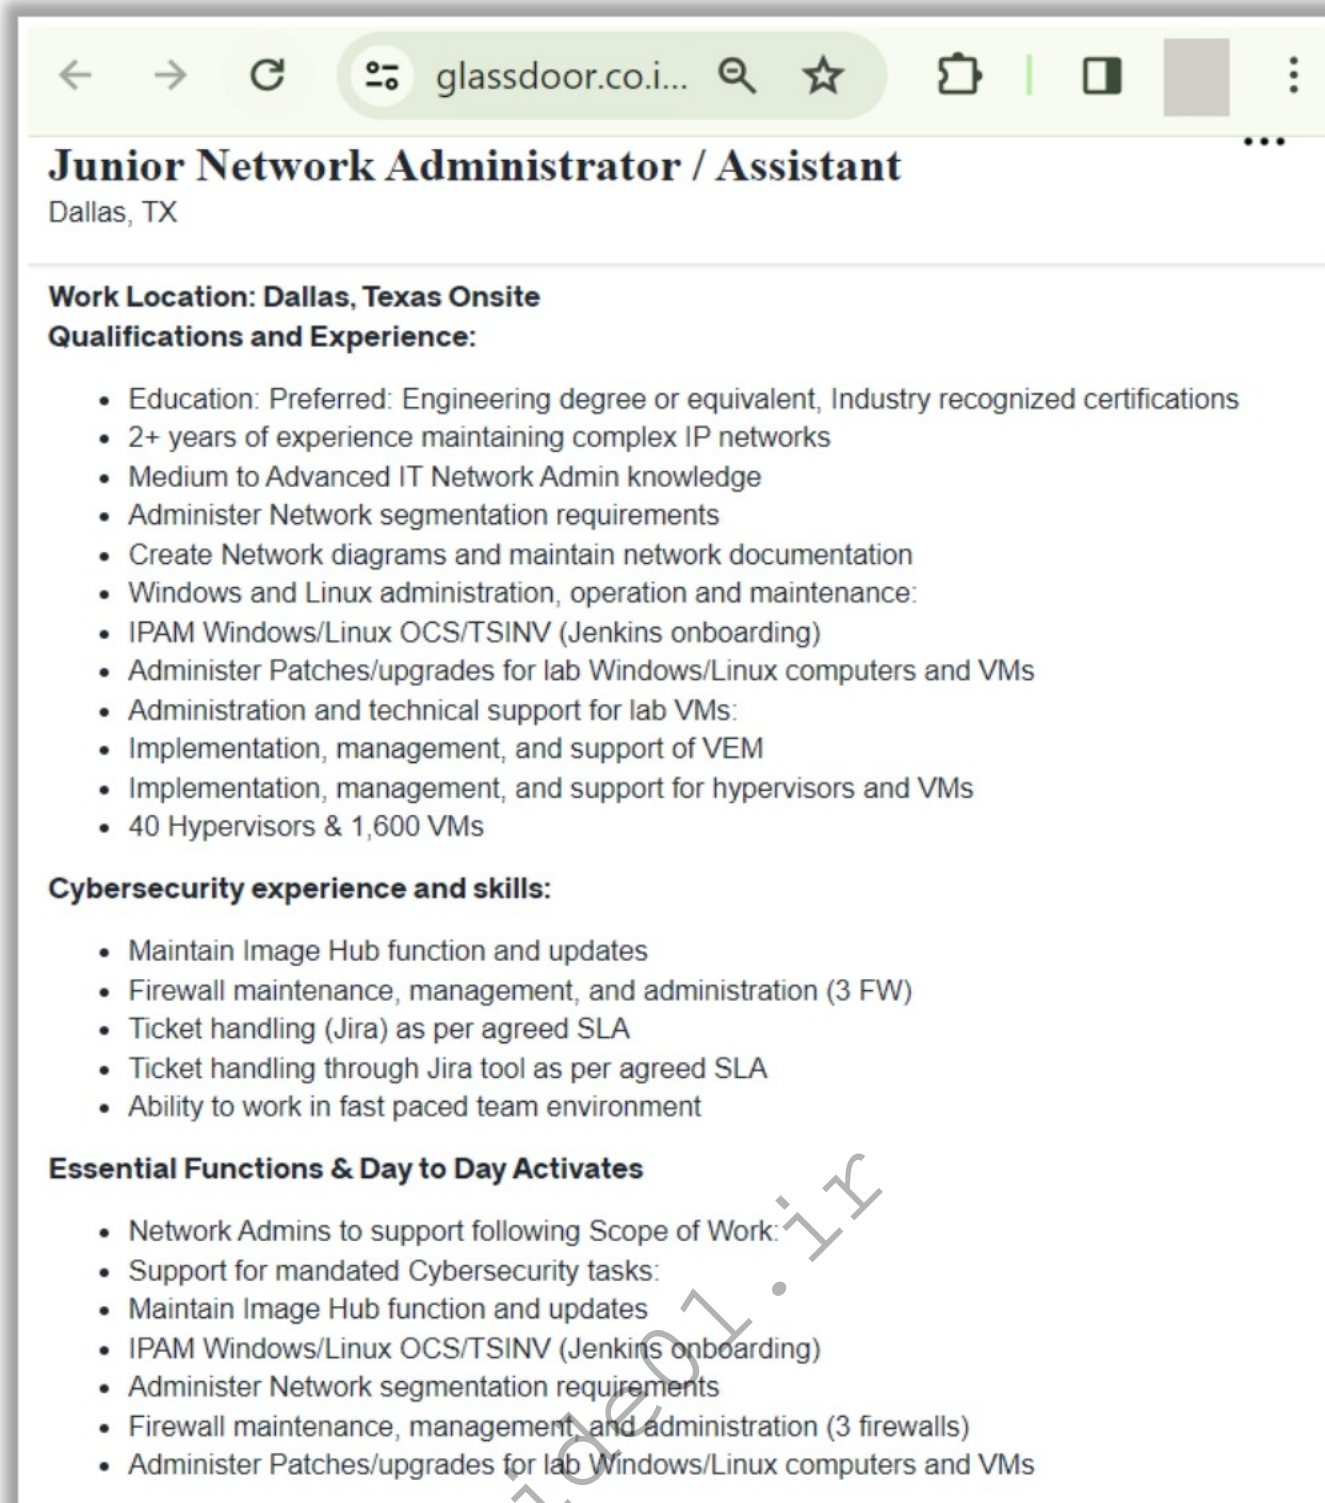 glassdoor.co.i...
Junior Network Administrator / Assistant
Dallas, TX
Work Location: Dallas, Texas Onsite
Qualifications and Experience:
• Education: Preferred: Engineering degree or equivalent, Industry recognized certifications
• 2+ years of experience maintaining complex IP networks
• Medium to Advanced IT Network Admin knowledge
• Administer Network segmentation requirements
• Create Network diagrams and maintain network documentation
• Windows and Linux administration, operation and maintenance:
• IPAM Windows/Linux OCS/TSINV (Jenkins onboarding)
• Administer Patches/upgrades for lab Windows/Linux computers and VMs
• Administration and technical support for lab VMs:
• Implementation, management, and support of VEM
• Implementation, management, and support for hypervisors and VMs
• 40 Hypervisors & 1,600 VMs
Cybersecurity experience and skills:
• Maintain Image Hub function and updates
• Firewall maintenance, management, and administration (3 FW)
• Ticket handling (Jira) as per agreed SLA
• Ticket handling through Jira tool as per agreed SLA
• Ability to work in fast paced team environment
Essential Functions & Day to Day Activates
• Network Admins to support following Scope of Work:
• Support for mandated Cybersecurity tasks:
• Maintain Image Hub function and updates
• IPAM Windows/Linux OCS/TSINV (Jenkins onboarding)
• Administer Network segmentation requirements
• Firewall maintenance, management, and administration (3 firewalls)
• Administer Patches/upgrades for lab Windows/Linux computers and VMs